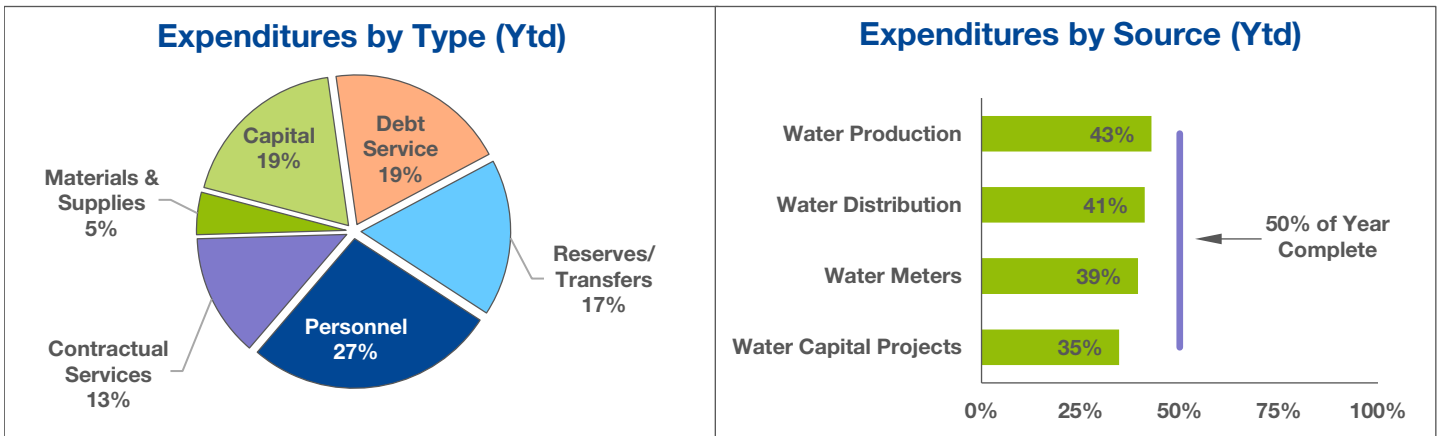 Expenditures by Type (Ytd)
Capital
19%
Debt
Service
19%
Materials &
Supplies
5%
Reserves/
Transfers
17%
Personnel
27%
Contractual
Services
13%
Expenditures by Source (Ytd)
Water Production
43%
Water Distribution
41%
50% of Year
Complete
Water Meters
39%
Water Capital Projects
35%
0% 25% 50% 75% 100%